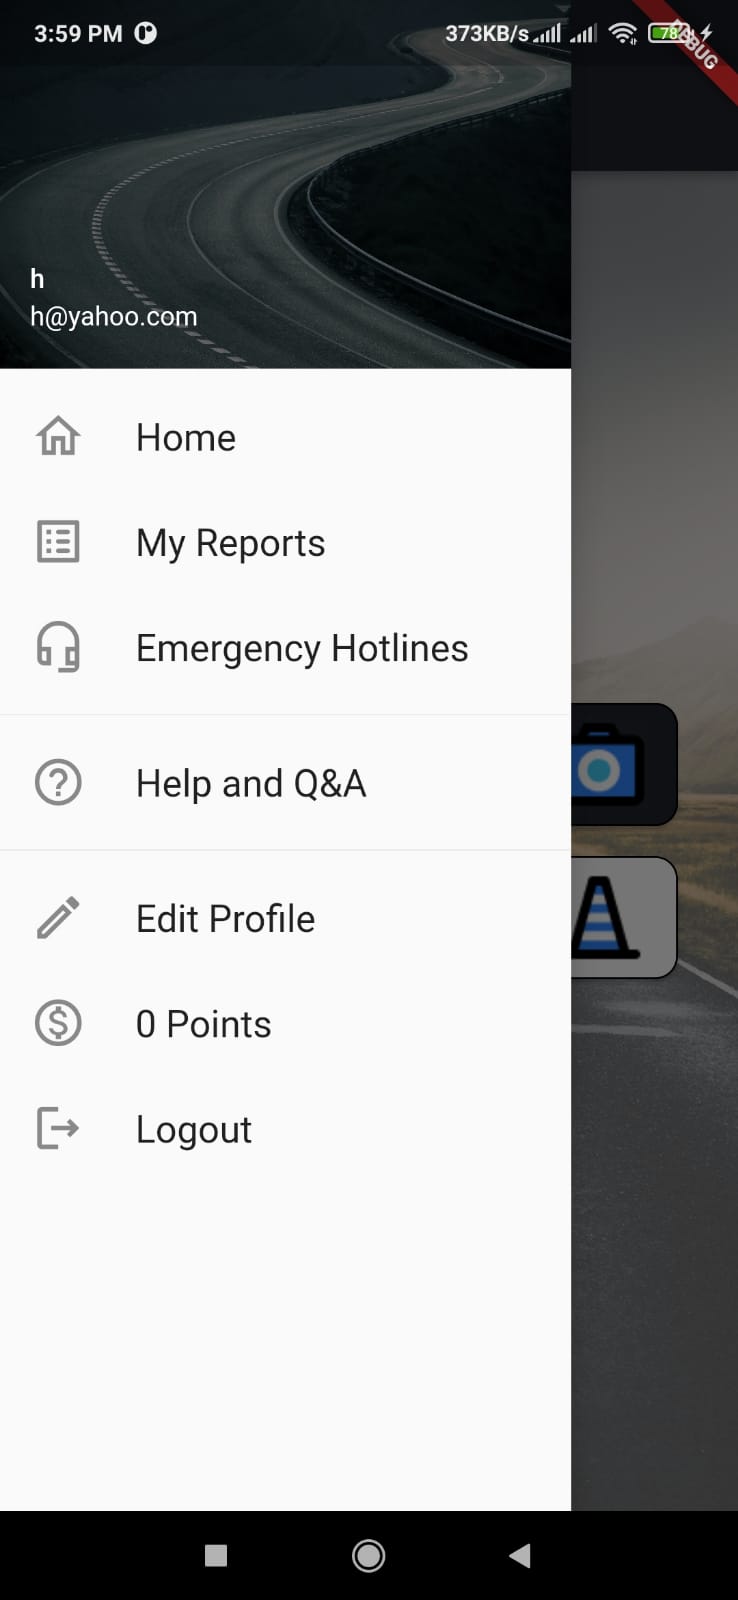 3:59 PM
373KB/s
78
DEBUG
h
h@yahoo.com
Home
My Reports
Emergency Hotlines
Help and Q&A
Edit Profile
0 Points
Logout